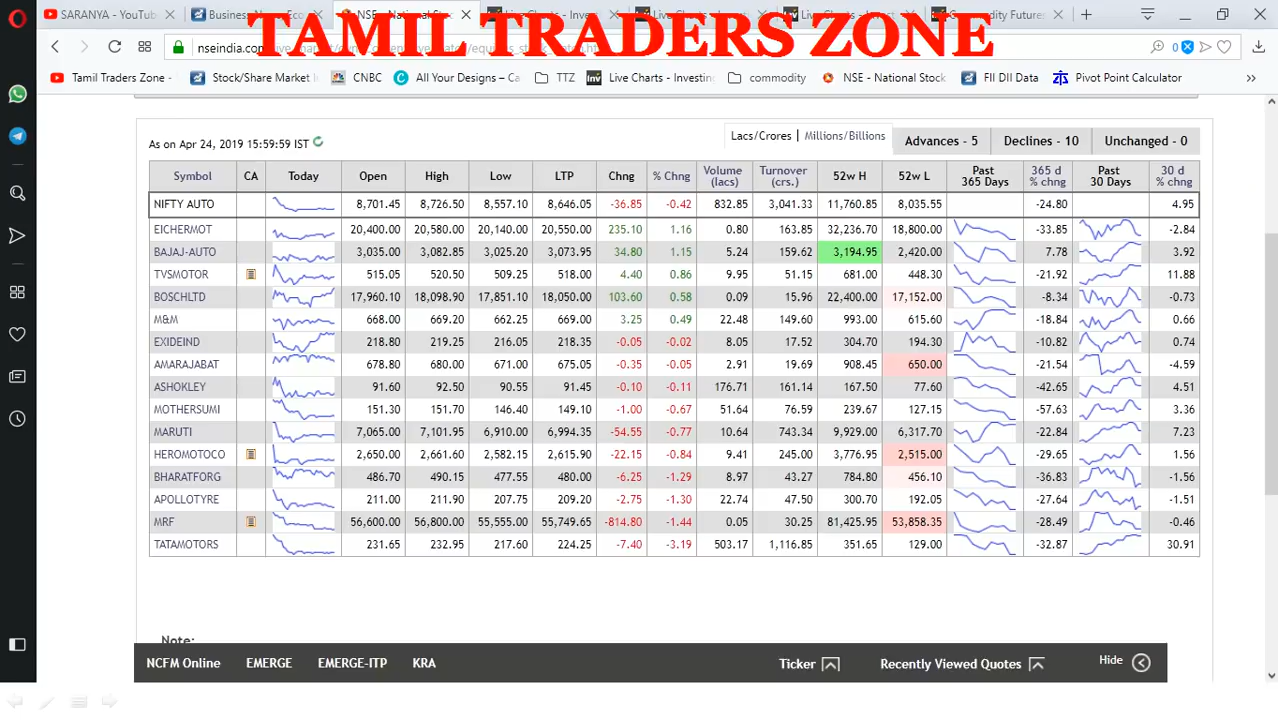 SARANYA - YouTub
Business
NSE - National St
TAMIL TRADERS ZONE
nseindia.com
0
Tamil Traders Zone -
Stock/Share Market
CNBC
All Your Designs - Ca
TTZ
Live Charts - Investing
commodity
NSE - National Stock
FII DII Data
Pivot Point Calculator
As on Apr 24, 2019 15:59:59 IST
Lacs/Crores | Millions/Billions
Advances - 5
Declines - 10
Unchanged - 0
Symbol CA Today Open High Low LTP Chng % Chng Volume (lacs) Turnover (crs.) 52w H 52w L Past 365 Days 365 d % chng Past 30 Days 30 d % chng
NIFTY AUTO 8,701.45 8,726.50 8,557.10 8,646.05 -36.85 -0.42 832.85 3,041.33 11,760.85 8,035.55 -24.80 4.95
EICHERMOT 20,400.00 20,580.00 20,140.00 20,550.00 235.10 1.16 0.80 163.85 32,236.70 18,800.00 -33.85 -2.84
BAJAJ-AUTO 3,035.00 3,082.85 3,025.20 3,073.95 34.80 1.15 5.24 159.62 3,194.95 2,420.00 7.78 3.92
TVSMOTOR 515.05 520.50 509.25 518.00 4.40 0.86 9.95 51.15 681.00 448.30 -21.92 11.88
BOSCHLTD 17,960.10 18,098.90 17,851.10 18,050.00 103.60 0.58 0.09 15.96 22,400.00 17,152.00 -8.34 -0.73
M&M 668.00 669.20 662.25 669.00 3.25 0.49 22.48 149.60 993.00 615.60 -18.84 0.66
EXIDEIND 217.80 219.25 216.05 218.35 -0.05 -0.02 8.05 17.52 304.70 194.30 -10.82 0.74
AMARAJABAT 678.80 680.00 671.00 675.05 -0.35 -0.05 2.91 19.69 908.45 650.00 -21.54 -4.59
ASHOKLEY 91.60 92.50 90.55 91.45 -0.10 -0.11 176.71 161.14 167.50 77.60 -42.65 4.51
MOTHERSUMI 151.30 151.70 146.40 149.10 -1.00 -0.67 51.64 76.59 239.67 127.15 -57.63 3.36
MARUTI 7,065.00 7,101.95 6,910.00 6,994.35 -54.55 -0.77 10.64 743.34 9,929.00 6,317.70 -22.84 7.23
HEROMOTOCO 2,650.00 2,661.60 2,582.15 2,615.90 -22.15 -0.84 9.41 245.00 3,776.95 2,515.00 -29.65 1.56
BHARATFORG 486.70 490.15 477.55 480.00 -6.25 -1.29 8.97 43.27 784.80 456.10 -36.83 -1.56
APOLLOTYRE 211.00 211.90 207.75 209.20 -2.75 -1.30 22.74 47.50 300.70 192.05 -27.64 -1.51
MRF 56,600.00 56,800.00 55,555.00 55,749.65 -814.80 -1.44 0.05 30.25 81,425.95 53,858.35 -28.49 -0.46
TATAMOTORS 231.65 232.95 217.60 224.25 -7.40 -3.19 503.17 1,116.85 351.65 129.00 -32.87 30.91
Note:
NCFM Online
EMERGE
EMERGE-ITP
KRA
Ticker
Recently Viewed Quotes
Hide